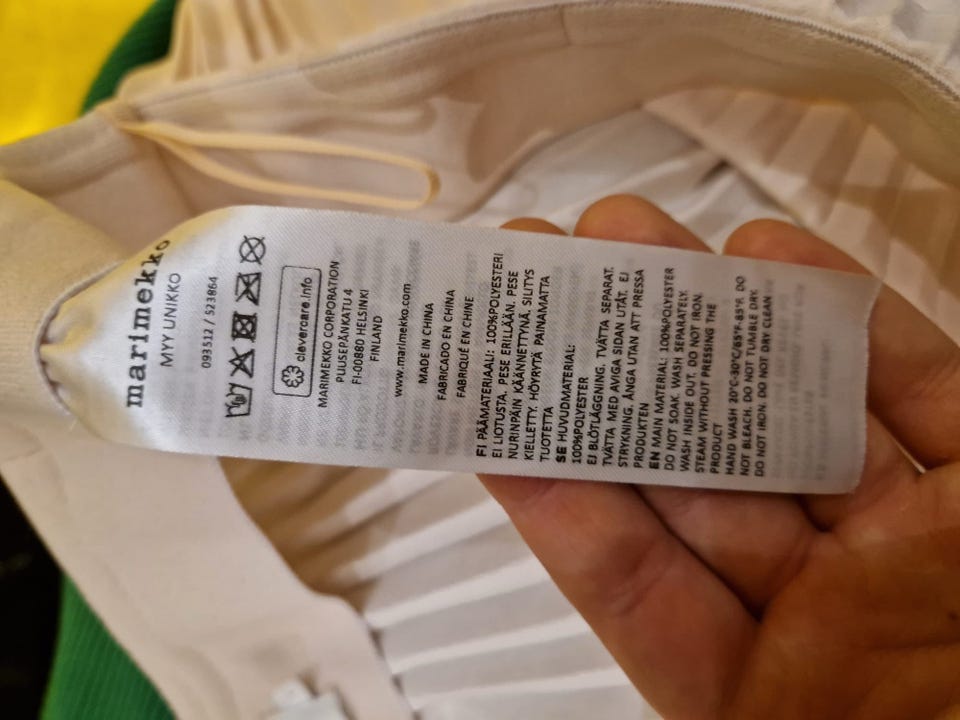 marimekko
MYY UNIKKO
093512 / 523864
clevercare.info
MARIMEKKO CORPORATION
PUUSEPÄNKATU 4
FI-00880 HELSINKI
FINLAND
www.marimekko.com
MADE IN CHINA
FABRICADO EN CHINA
FABRIQUÉ EN CHINE
FI PÄÄMATERIAALI: 100%POLYESTERI
EI LIOTUSTA. PESE ERILLÄÄN. PESE
NURINPÄIN KÄÄNNETTYNÄ. SILITYS
KIELLETTY. HÖYRYTÄ PAINAMATTA
TUOTETTA
SE HUVUDMATERIAL:
100%POLYESTER
EJ BLÖTLÄGGNING. TVÄTTA SEPARAT.
TVÄTTA MED AVIGA SIDAN UTÅT. EJ
STRYKNING. ÅNGA UTAN ATT PRESSA
PRODUKTEN
EN MAIN MATERIAL: 100%POLYESTER
DO NOT SOAK. WASH SEPARATELY.
WASH INSIDE OUT. DO NOT IRON.
STEAM WITHOUT PRESSING THE
PRODUCT
HAND WASH 20°C-30°C/65°F-85°F. DO
NOT BLEACH. DO NOT TUMBLE DRY.
DO NOT IRON. DO NOT DRY CLEAN